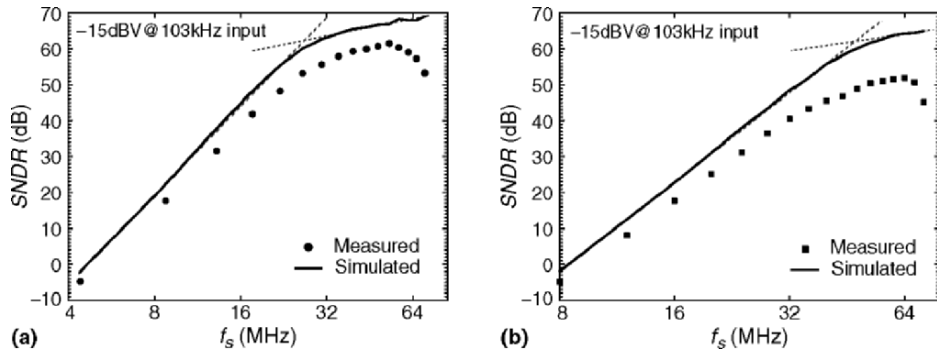 70
60
50
40
30
20
10
0
−10
SNDR (dB)
−15dBV@103kHz input
Measured
Simulated
4 8 16 32 64
(a) fs (MHz)
70
60
50
40
30
20
10
0
−10
SNDR (dB)
−15dBV@103kHz input
Measured
Simulated
8 16 32 64
(b) fs (MHz)